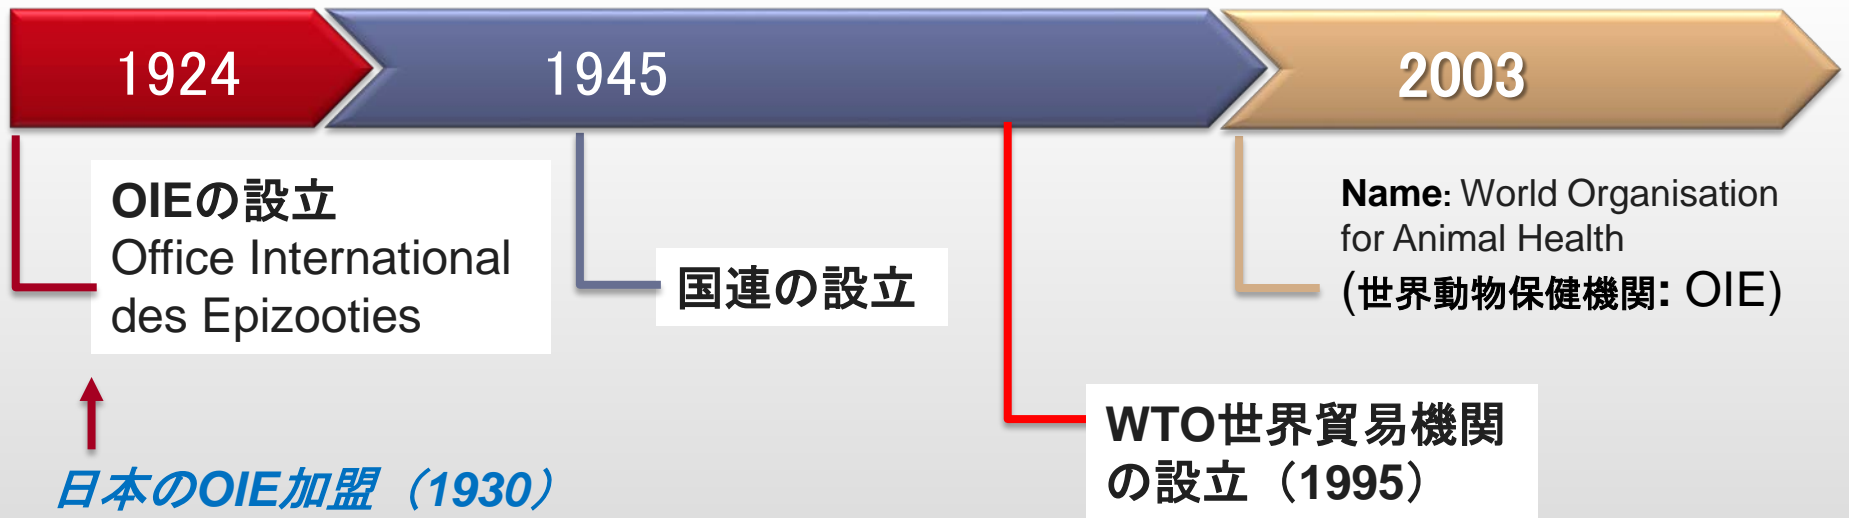 1924
1945
2003
OIEの設立
Office International
des Epizooties
国連の設立
Name: World Organisation
for Animal Health
(世界動物保健機関: OIE)
WTO世界貿易機関
の設立（1995）
日本のOIE加盟（1930）